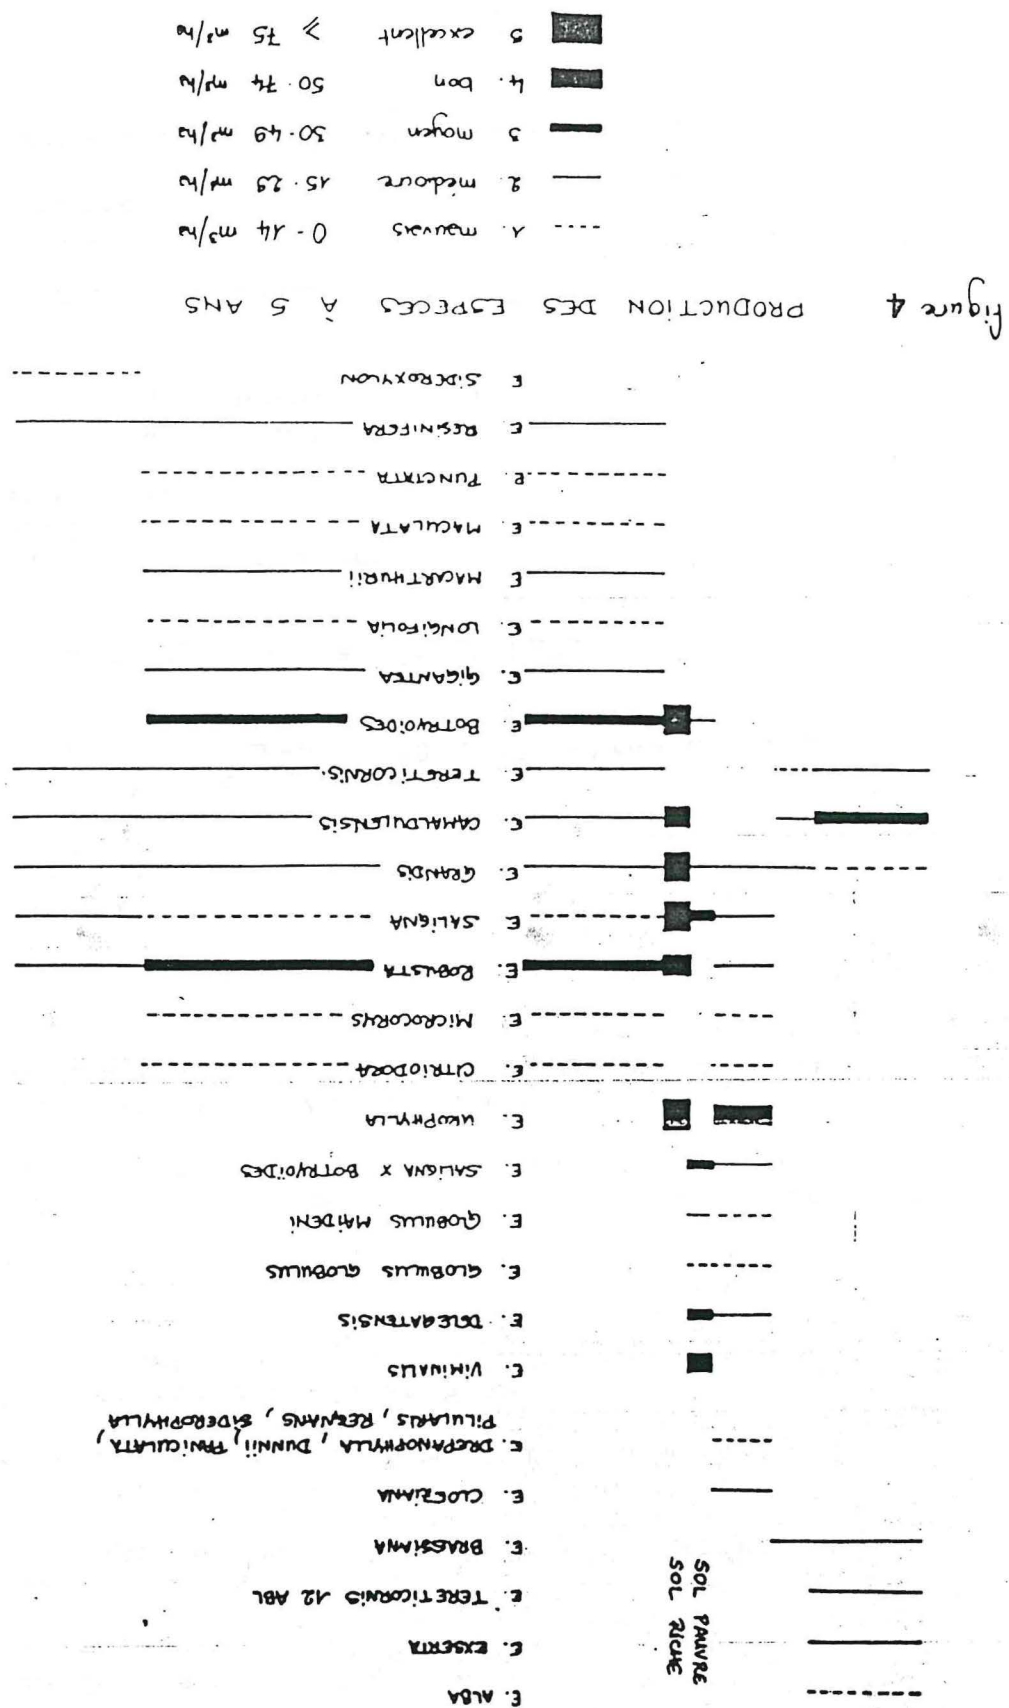 E. ALBA
E. EXSERTA
E. TERETICORNIS 12 ABL
E. BRASSIANA
SOL PAUVRE
SOL RICHE
E. CLOEZIANA
E. DREPANOPHYLLA, DUNNII, PANICULATA,
PILULARIS, REGNANS, SIDEROPHYLLA
E. VIMINALIS
E. DELEGATENSIS
E. GLOBULUS GLOBULUS
E. GLOBULUS MAIDENI
E. SALIGNA X BOTRYOÏDES
E. UROPHYLLA
E. CITRIODORA
E. MICROCORYS
E. ROBUSTA
E SALIGNA
E. GRANDIS
E. CAMALDULENSIS
E. TERETICORNIS.
E. BOTRYOÏDES
E. GIGANTEA
E. LONGIFOLIA
E MACARTHURII
E. MACULATA
E. PUNCTATA
E. RESINIFERA
E SIDEROXYLON
figure 4 PRODUCTION DES ESPECES À 5 ANS
1. mauvais 0-14 m³/ha
2. médiocre 15-29 m³/ha
3 moyen 30-49 m³/ha
4. bon 50-74 m³/ha
5 excellent ⩾ 75 m³/ha